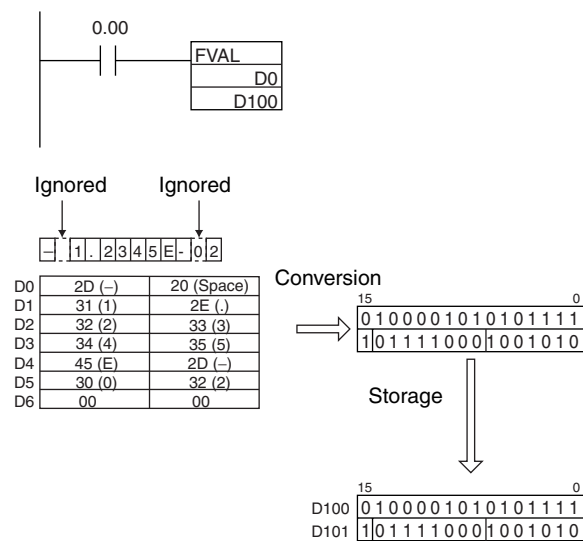 0.00
FVAL
D0
D100
Ignored Ignored
– 1 . 2 3 4 5 E - 0 2
D0 2D (–) 20 (Space)
D1 31 (1) 2E (.)
D2 32 (2) 33 (3)
D3 34 (4) 35 (5)
D4 45 (E) 2D (–)
D5 30 (0) 32 (2)
D6 00 00
Conversion
15 0
0 1 0 0 0 0 1 0 1 0 1 0 1 1 1 1
1 0 1 1 1 1 0 0 0 1 0 0 1 0 1 0
Storage
15 0
D100 0 1 0 0 0 0 1 0 1 0 1 0 1 1 1 1
D101 1 0 1 1 1 1 0 0 0 1 0 0 1 0 1 0